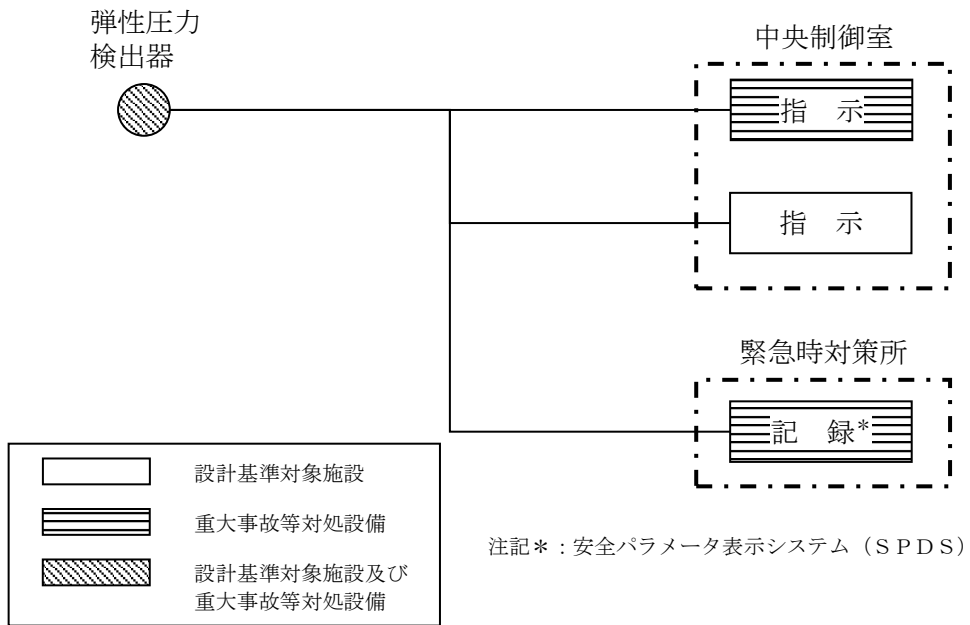 弾性圧力
検出器
中央制御室
指　示
指　示
緊急時対策所
記　録*
設計基準対象施設
重大事故等対処設備
設計基準対象施設及び
重大事故等対処設備
注記＊：安全パラメータ表示システム（ＳＰＤＳ）